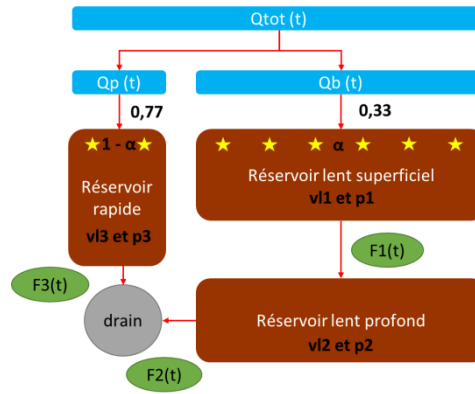 Qtot (t)
Qp (t)
Qb (t)
0,77
0,33
1 - α
α
Réservoir rapide
vl3 et p3
Réservoir lent superficiel
vl1 et p1
F1(t)
F3(t)
drain
Réservoir lent profond
vl2 et p2
F2(t)